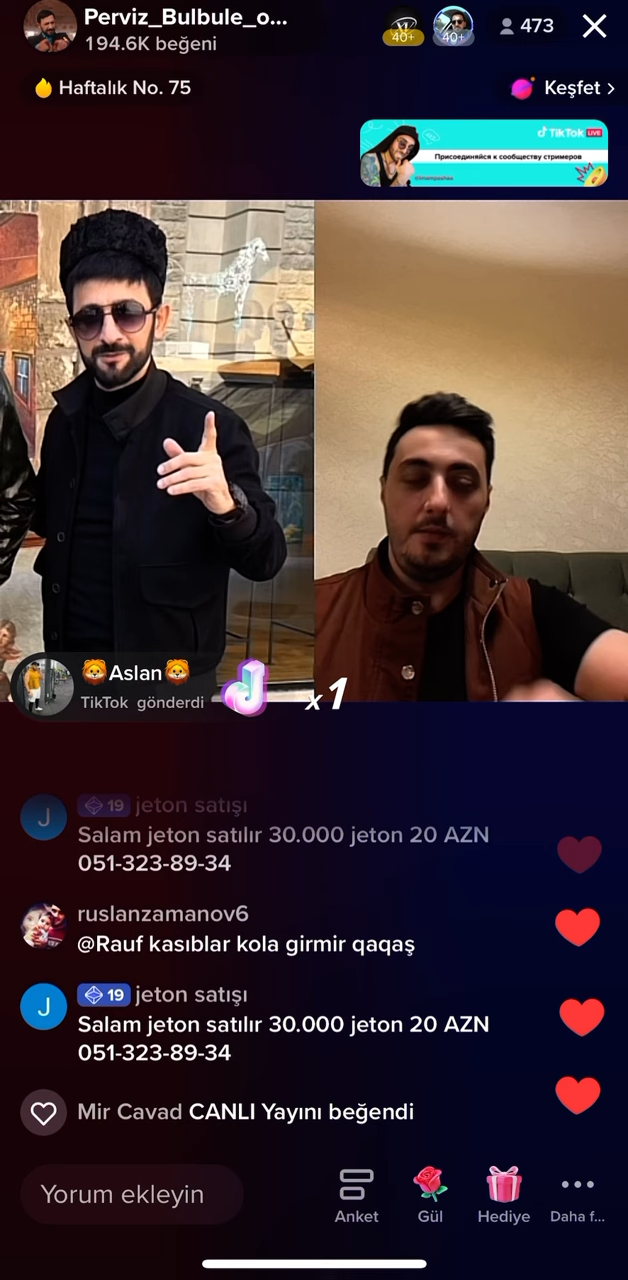 Perviz_Bulbule_o...
194.6K beğeni
40+
40+
473
Haftalık No. 75
Keşfet >
TikTok LIVE
Присоединяйся к сообществу стримеров
🦁Aslan🦁
TikTok gönderdi
x1
J
19 jeton satışı
Salam jeton satılır 30.000 jeton 20 AZN
051-323-89-34
ruslanzamanov6
@Rauf kasıblar kola girmir qaqaş
J
19 jeton satışı
Salam jeton satılır 30.000 jeton 20 AZN
051-323-89-34
Mir Cavad CANLI Yayını beğendi
Yorum ekleyin
Anket
Gül
Hediye
Daha f...